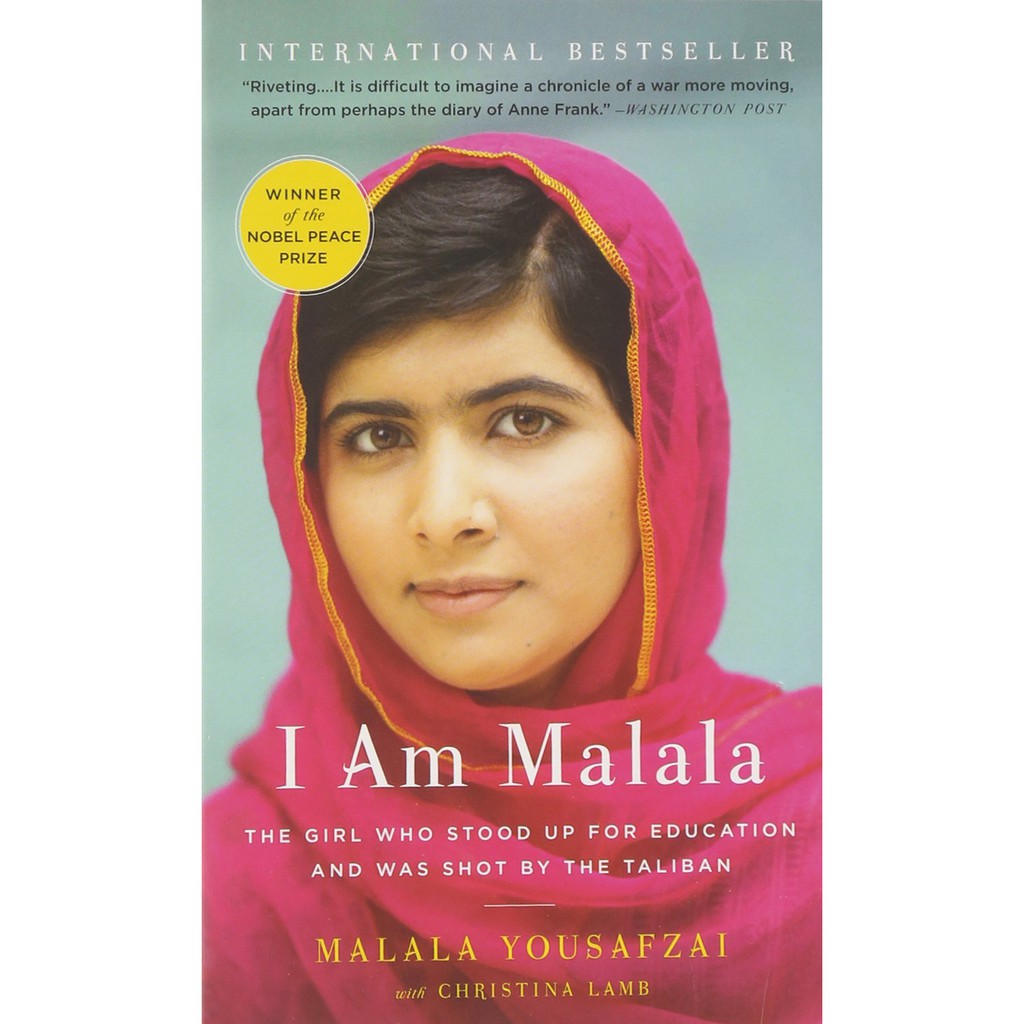 INTERNATIONAL BESTSELLER
“Riveting....It is difficult to imagine a chronicle of a war more moving,
apart from perhaps the diary of Anne Frank.” –WASHINGTON POST
WINNER
of the
NOBEL PEACE
PRIZE
I Am Malala
THE GIRL WHO STOOD UP FOR EDUCATION
AND WAS SHOT BY THE TALIBAN
MALALA YOUSAFZAI
with CHRISTINA LAMB